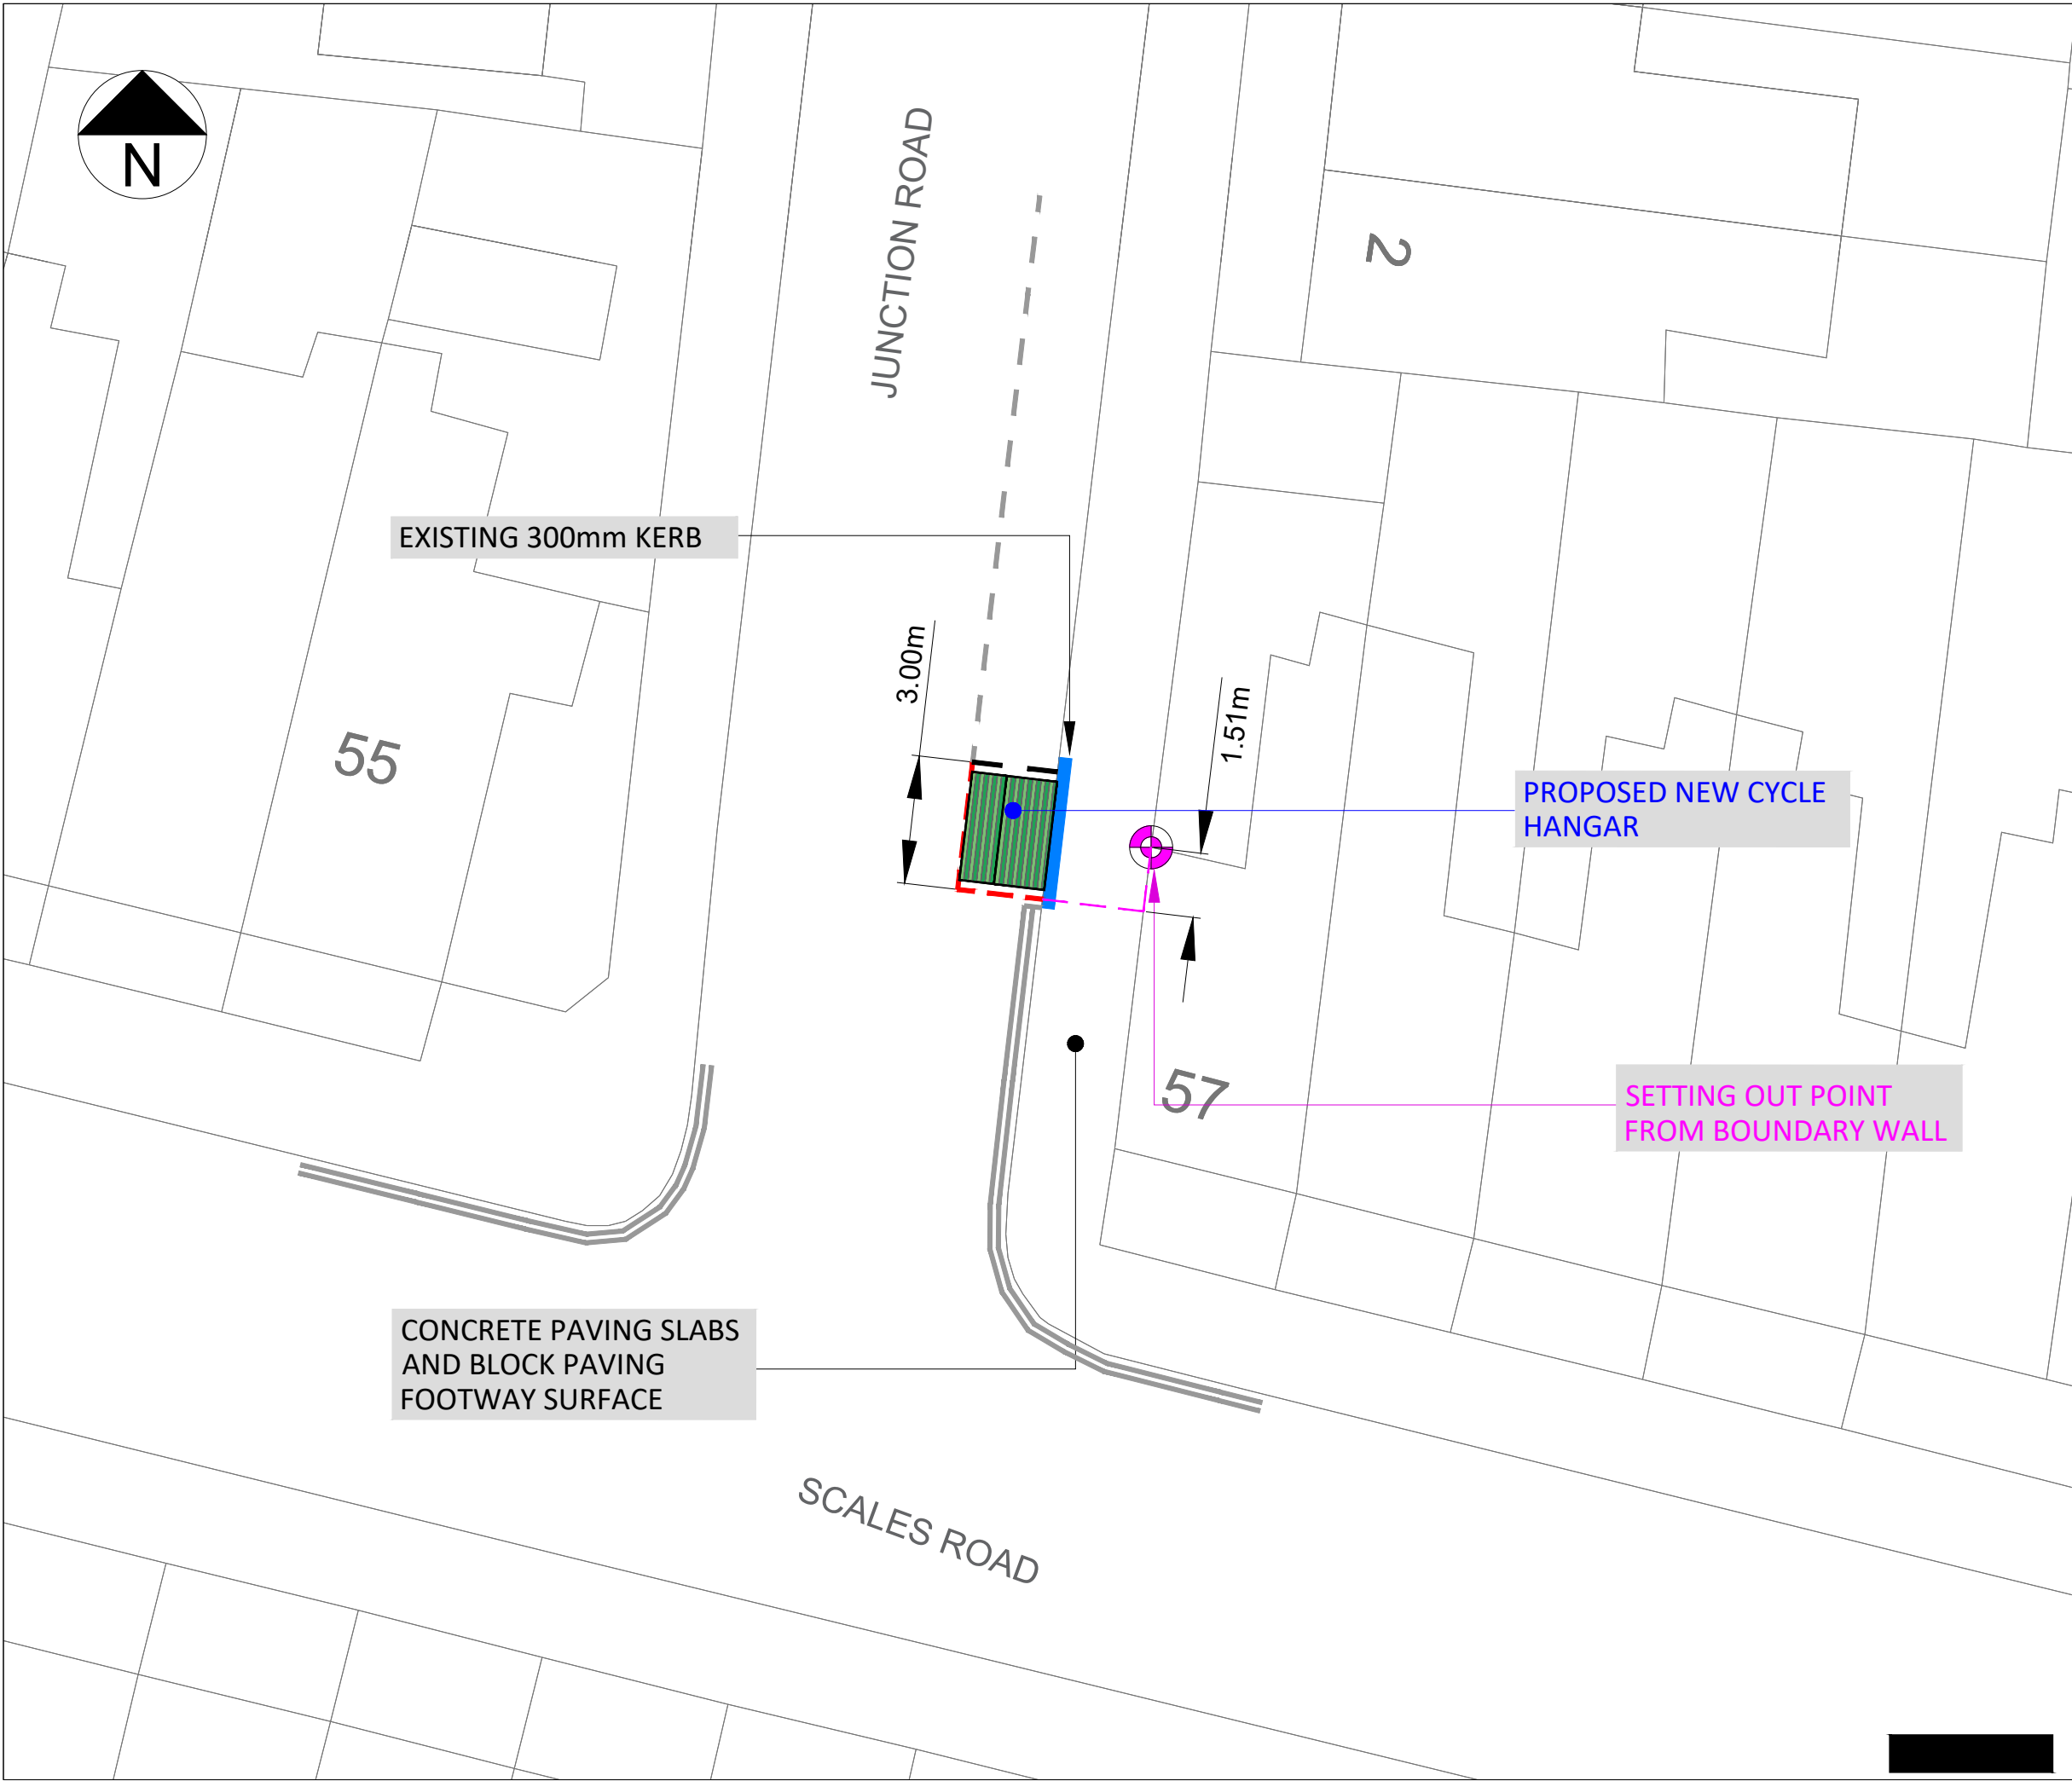 N
JUNCTION ROAD
2
EXISTING 300mm KERB
3.00m
1.51m
55
PROPOSED NEW CYCLE
HANGAR
57
SETTING OUT POINT
FROM BOUNDARY WALL
CONCRETE PAVING SLABS
AND BLOCK PAVING
FOOTWAY SURFACE
SCALES ROAD